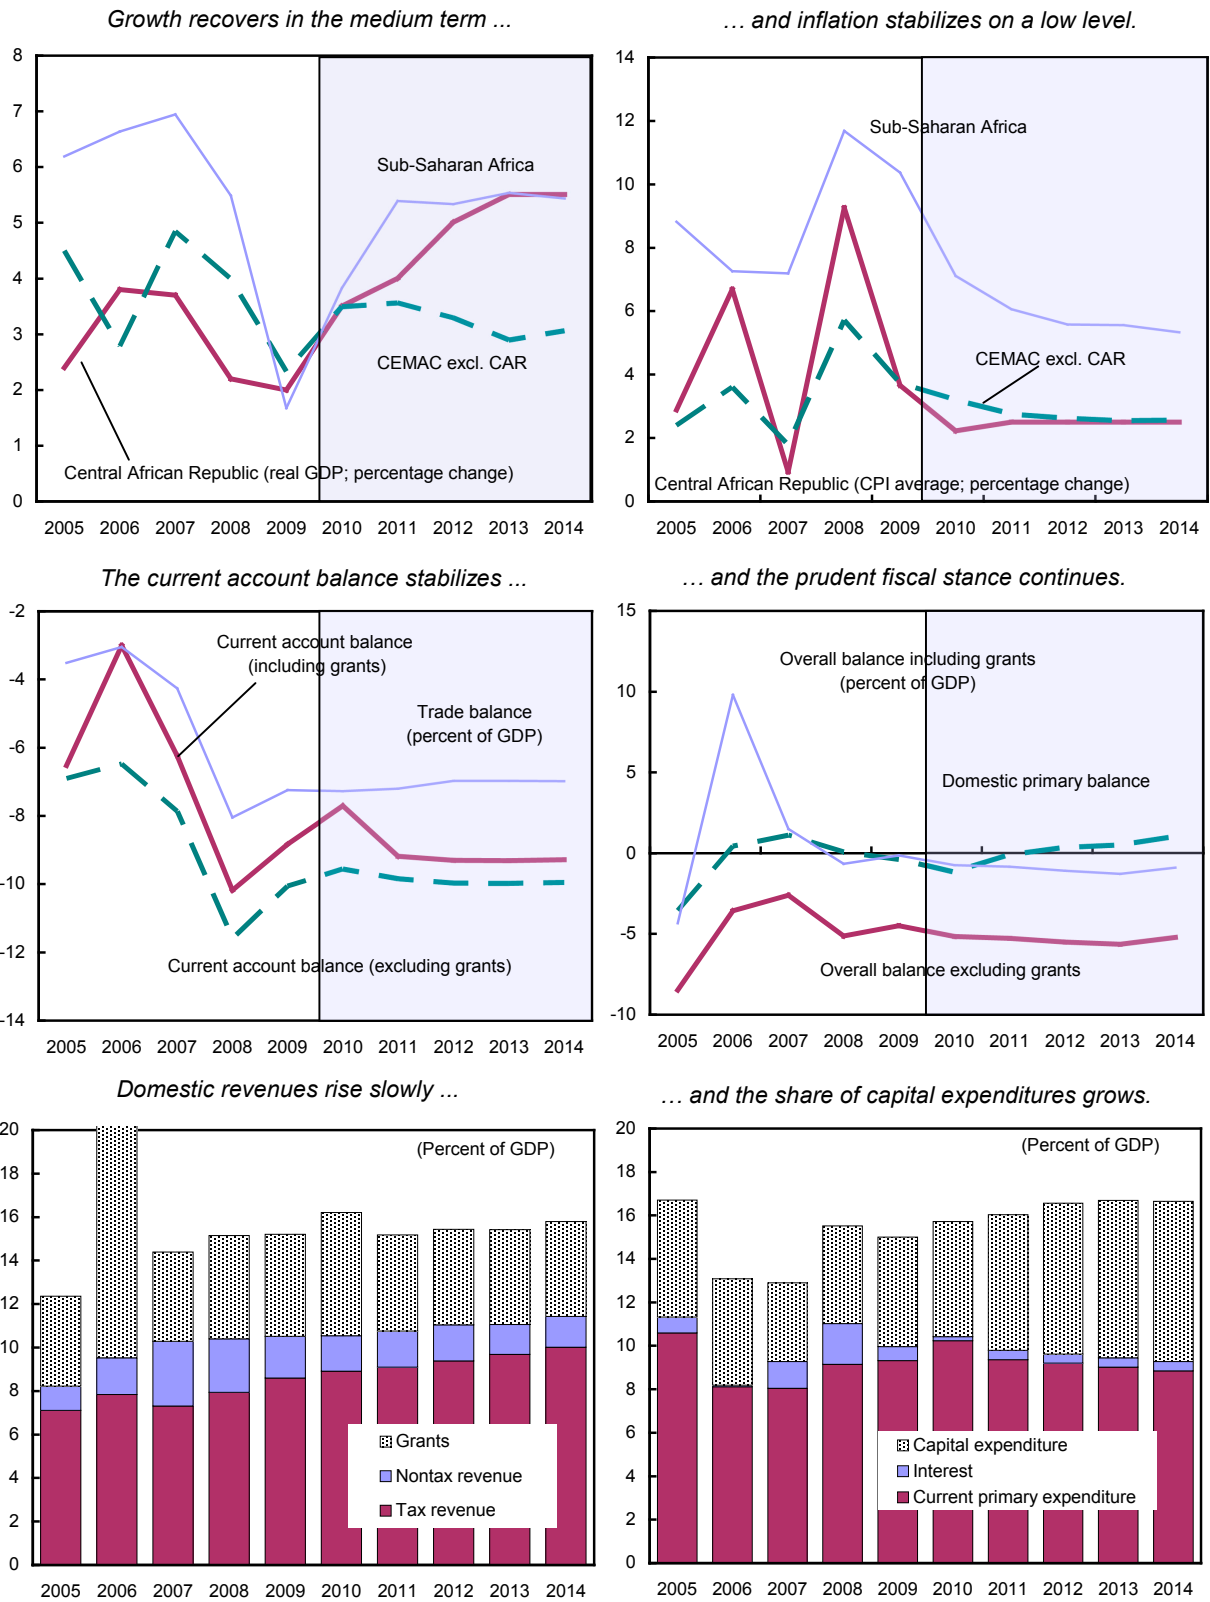 Growth recovers in the medium term ...
8
7
6
5
4
3
2
1
0
Sub-Saharan Africa
CEMAC excl. CAR
Central African Republic (real GDP; percentage change)
2005 2006 2007 2008 2009 2010 2011 2012 2013 2014
… and inflation stabilizes on a low level.
14
12
10
8
6
4
2
0
Sub-Saharan Africa
CEMAC excl. CAR
Central African Republic (CPI average; percentage change)
2005 2006 2007 2008 2009 2010 2011 2012 2013 2014
The current account balance stabilizes ...
-2
-4
-6
-8
-10
-12
-14
Current account balance
(including grants)
Trade balance
(percent of GDP)
Current account balance (excluding grants)
2005 2006 2007 2008 2009 2010 2011 2012 2013 2014
… and the prudent fiscal stance continues.
15
10
5
0
-5
-10
Overall balance including grants
(percent of GDP)
Domestic primary balance
Overall balance excluding grants
2005 2006 2007 2008 2009 2010 2011 2012 2013 2014
Domestic revenues rise slowly ...
20
18
16
14
12
10
8
6
4
2
0
(Percent of GDP)
Grants
Nontax revenue
Tax revenue
2005 2006 2007 2008 2009 2010 2011 2012 2013 2014
… and the share of capital expenditures grows.
20
18
16
14
12
10
8
6
4
2
0
(Percent of GDP)
Capital expenditure
Interest
Current primary expenditure
2005 2006 2007 2008 2009 2010 2011 2012 2013 2014